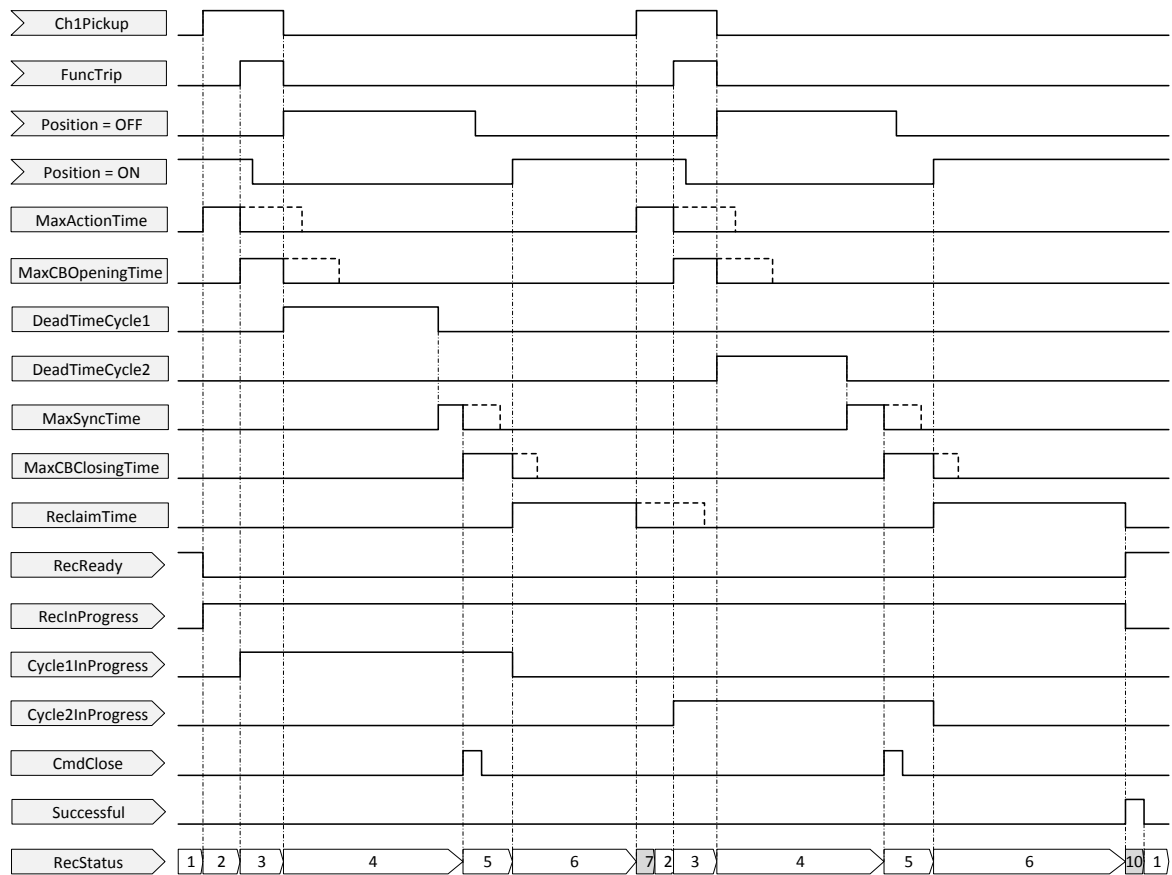 Ch1Pickup
FuncTrip
Position = OFF
Position = ON
MaxActionTime
MaxCBOpeningTime
DeadTimeCycle1
DeadTimeCycle2
MaxSyncTime
MaxCBClosingTime
ReclaimTime
RecReady
RecInProgress
Cycle1InProgress
Cycle2InProgress
CmdClose
Successful
RecStatus 1 2 3 4 5 6 7 2 3 4 5 6 10 1